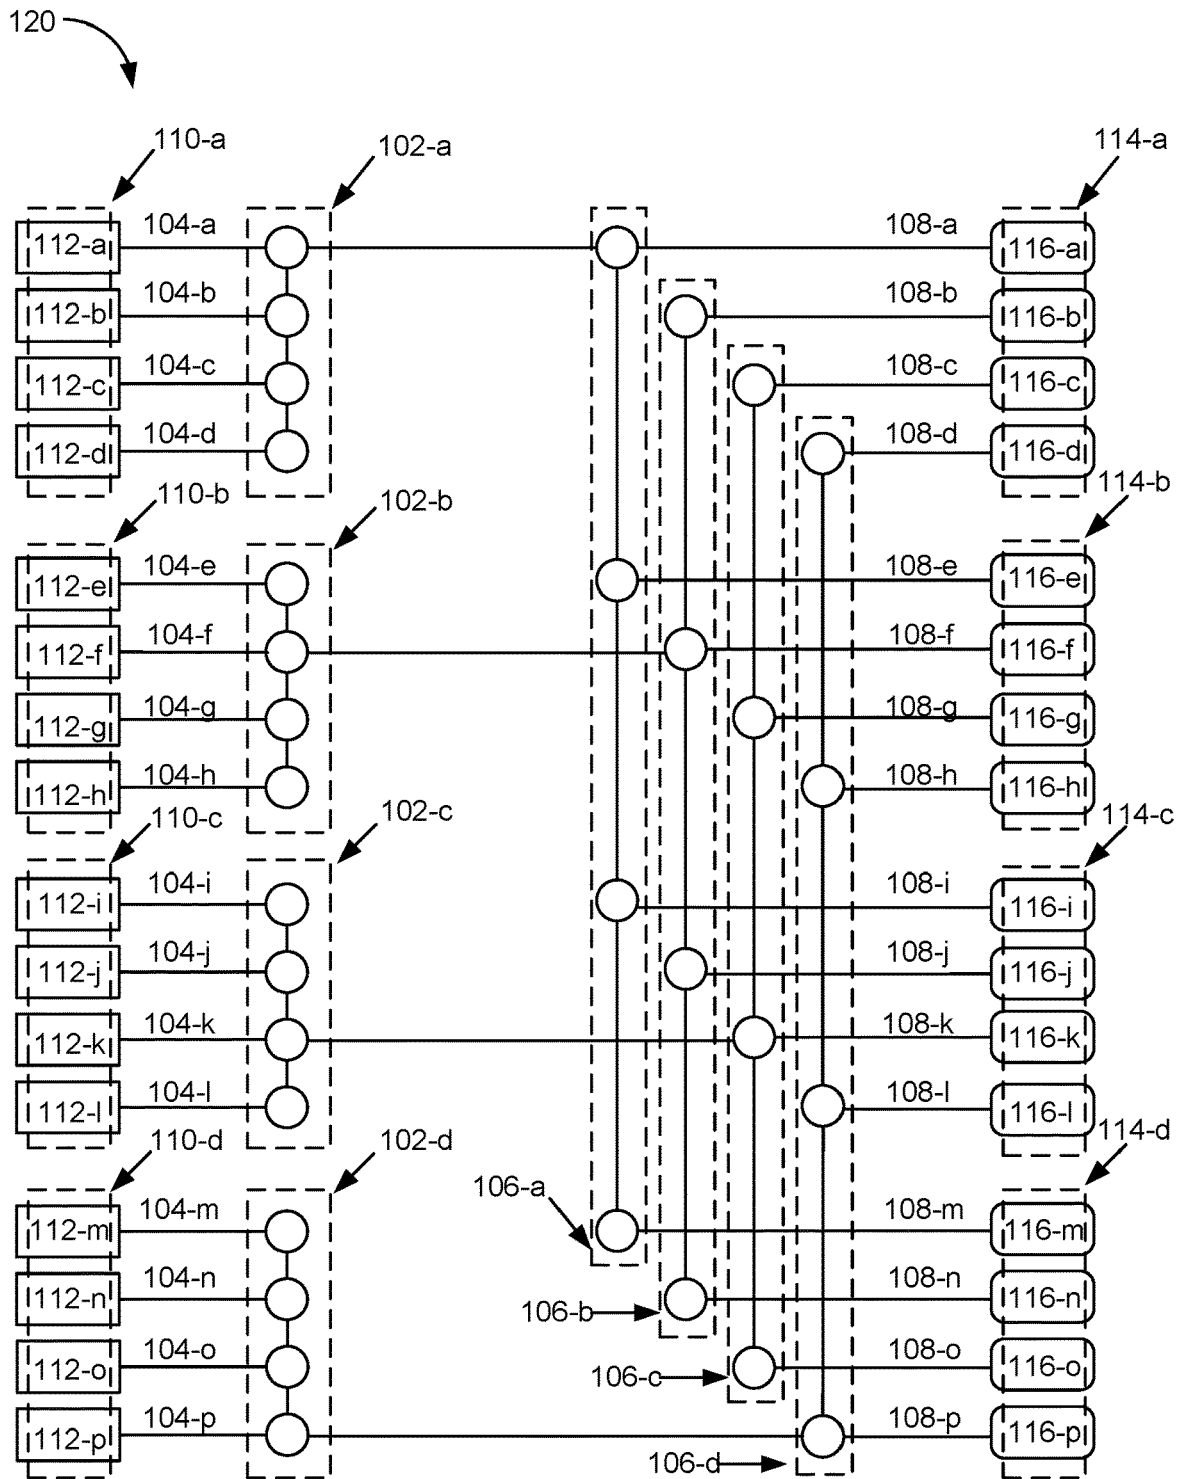 120
110-a
102-a
114-a
112-a 104-a 108-a 116-a
112-b 104-b 108-b 116-b
112-c 104-c 108-c 116-c
112-d 104-d 108-d 116-d
110-b
102-b
114-b
112-e 104-e 108-e 116-e
112-f 104-f 108-f 116-f
112-g 104-g 108-g 116-g
112-h 104-h 108-h 116-h
110-c
102-c
114-c
112-i 104-i 108-i 116-i
112-j 104-j 108-j 116-j
112-k 104-k 108-k 116-k
112-l 104-l 108-l 116-l
110-d
102-d
114-d
106-a
112-m 104-m 108-m 116-m
112-n 104-n 108-n 116-n
106-b
112-o 104-o 108-o 116-o
106-c
112-p 104-p 108-p 116-p
106-d